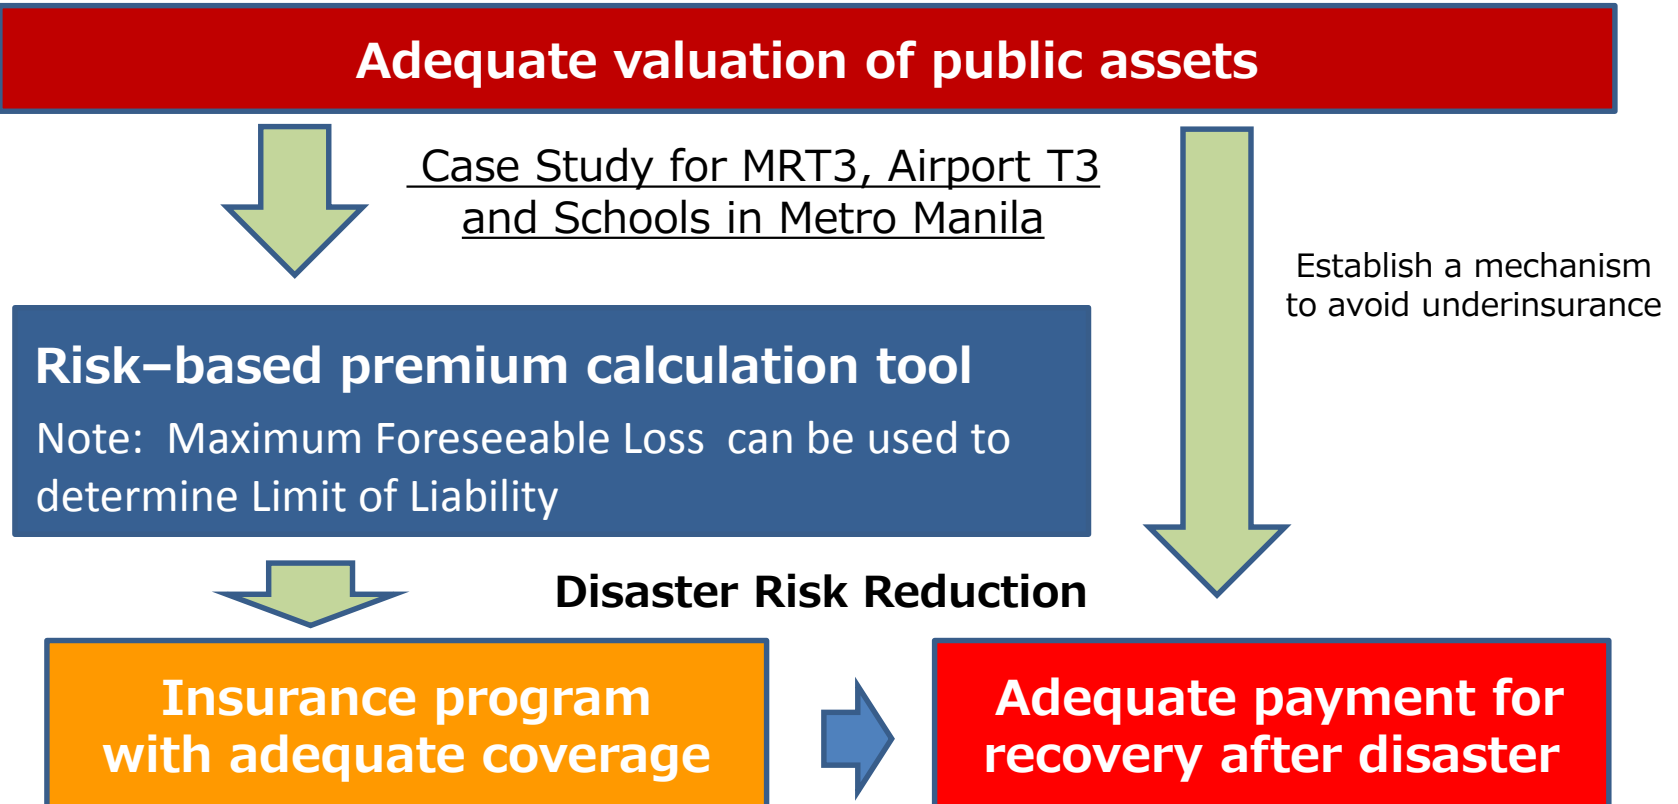 Adequate valuation of public assets
Case Study for MRT3, Airport T3
and Schools in Metro Manila
Establish a mechanism
to avoid underinsurance
Risk−based premium calculation tool
Note:  Maximum Foreseeable Loss  can be used to
determine Limit of Liability
Disaster Risk Reduction
Insurance program
with adequate coverage
Adequate payment for
recovery after disaster